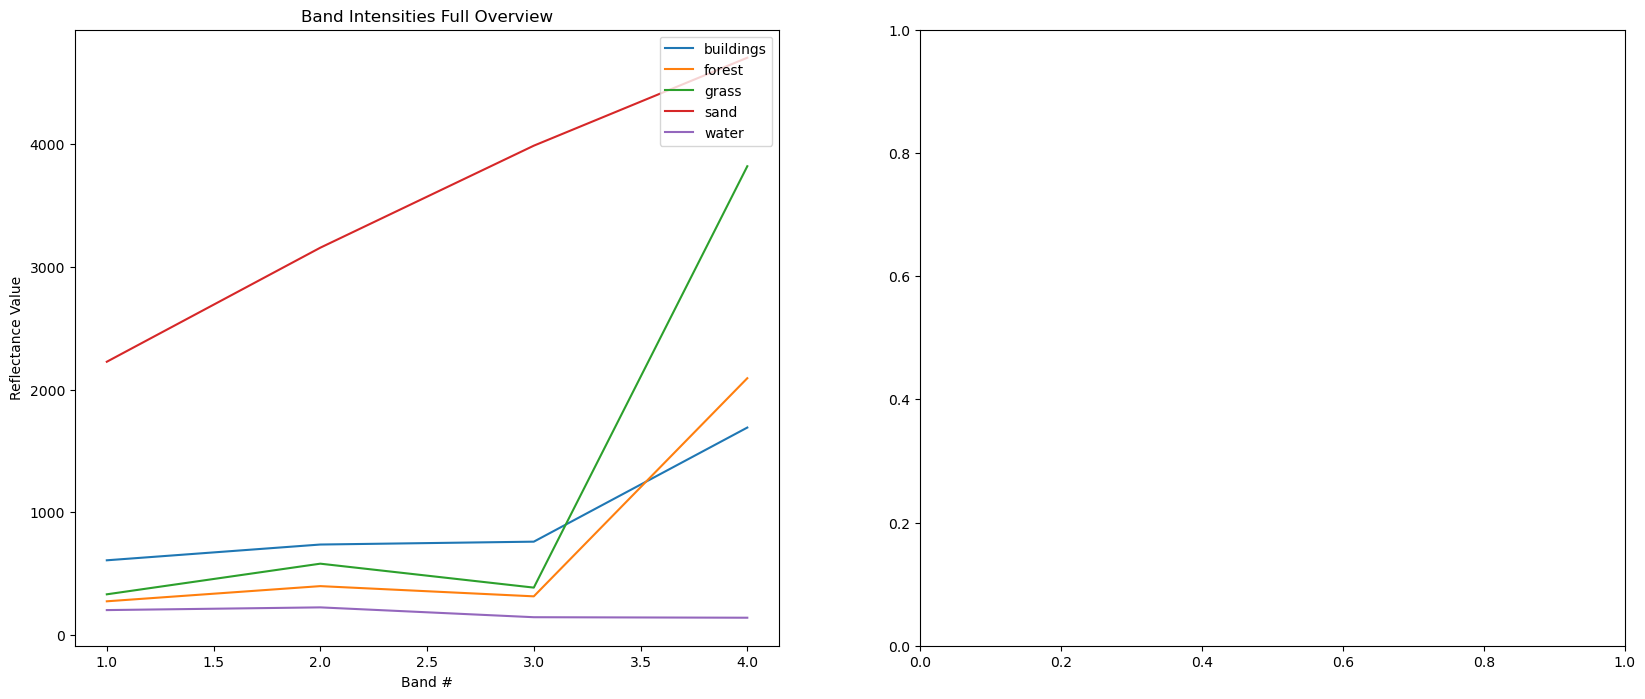 Band Intensities Full Overview
buildings
forest
grass
sand
water
Reflectance Value
4000
3000
2000
1000
0
1.0 1.5 2.0 2.5 3.0 3.5 4.0
Band #
1.0
0.8
0.6
0.4
0.2
0.0
0.0 0.2 0.4 0.6 0.8 1.0